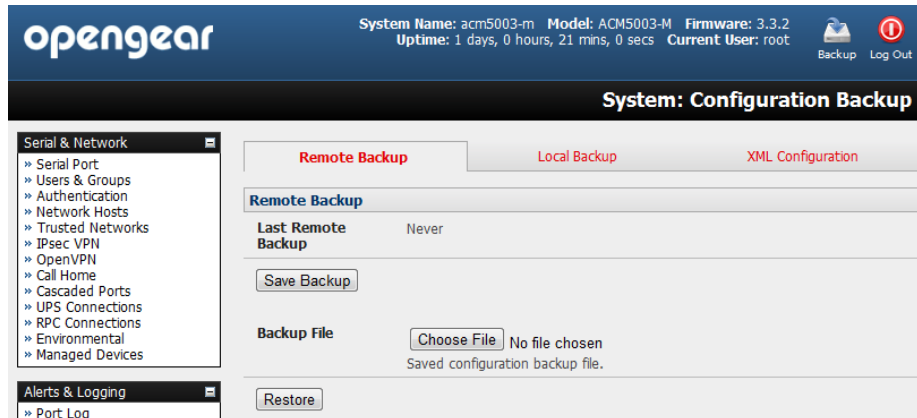 opengear
System Name: acm5003-m Model: ACM5003-M Firmware: 3.3.2
Uptime: 1 days, 0 hours, 21 mins, 0 secs Current User: root
Backup
Log Out
System: Configuration Backup
Serial & Network
» Serial Port
» Users & Groups
» Authentication
» Network Hosts
» Trusted Networks
» IPsec VPN
» OpenVPN
» Call Home
» Cascaded Ports
» UPS Connections
» RPC Connections
» Environmental
» Managed Devices
Alerts & Logging
» Port Log
Remote Backup
Local Backup
XML Configuration
Remote Backup
Last Remote
Backup
Never
Save Backup
Backup File
Choose File No file chosen
Saved configuration backup file.
Restore